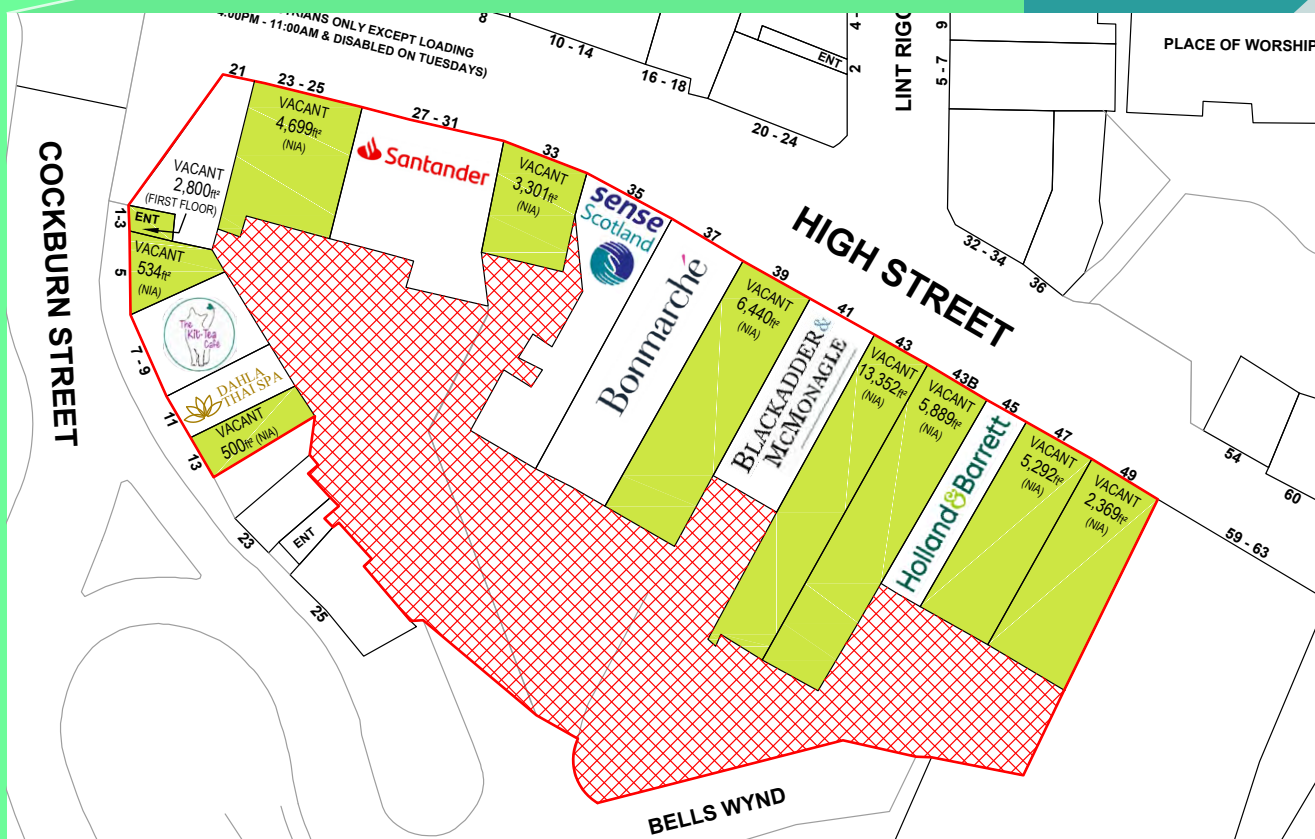 TRIANS ONLY EXCEPT LOADING
4:00PM - 11:00AM & DISABLED ON TUESDAYS)
8
10 - 14
16 - 18
20 - 24
ENT
2
4-
LINT RIGG
5 - 7
9
PLACE OF WORSHIP
21
23 - 25
27 - 31
33
35
37
39
41
43
43B
45
47
49
59 - 63
32 - 34
36
54
60
HIGH STREET
COCKBURN STREET
BELLS WYND
VACANT
2,800ft²
(FIRST FLOOR)
VACANT
4,699ft²
(NIA)
Santander
VACANT
3,301ft²
(NIA)
sense
Scotland
Bonmarché
VACANT
6,440ft²
(NIA)
BLACKADDER &
MCMONAGLE
VACANT
13,352ft²
(NIA)
VACANT
5,889ft²
(NIA)
Holland & Barrett
VACANT
5,292ft²
(NIA)
VACANT
2,369ft²
(NIA)
1-3
ENT
5
VACANT
534ft²
(NIA)
7 - 9
The
Kit-Tea
Cafe
11
DAHLA
THAI SPA
13
VACANT
500ft² (NIA)
23
ENT
25